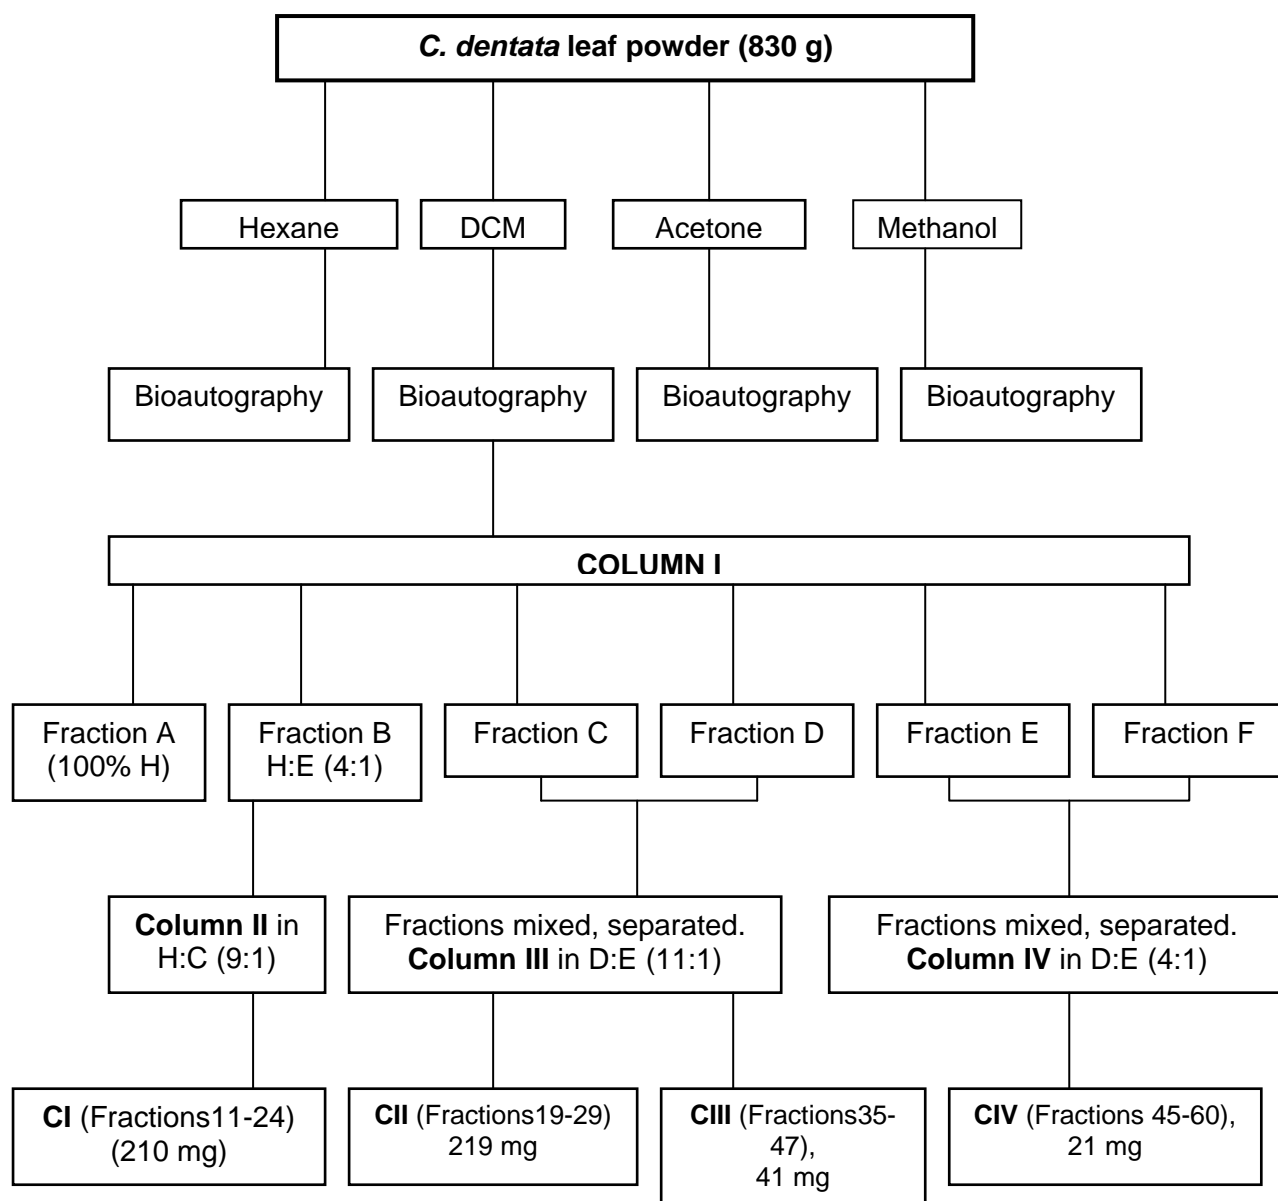 C. dentata leaf powder (830 g)
Hexane
DCM
Acetone
Methanol
Bioautography
Bioautography
Bioautography
Bioautography
COLUMN I
Fraction A
(100% H)
Fraction B
H:E (4:1)
Fraction C
Fraction D
Fraction E
Fraction F
Column II in
H:C (9:1)
Fractions mixed, separated.
Column III in D:E (11:1)
Fractions mixed, separated.
Column IV in D:E (4:1)
CI (Fractions11-24)
(210 mg)
CII (Fractions19-29)
219 mg
CIII (Fractions35-
47),
41 mg
CIV (Fractions 45-60),
21 mg